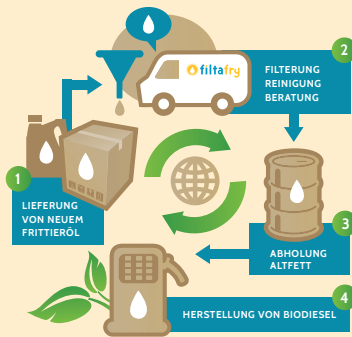 1
LIEFERUNG
VON NEUEM
FRITTIERÖL
filtafry
2
FILTERUNG
REINIGUNG
BERATUNG
3
ABHOLUNG
ALTFETT
4
HERSTELLUNG VON BIODIESEL